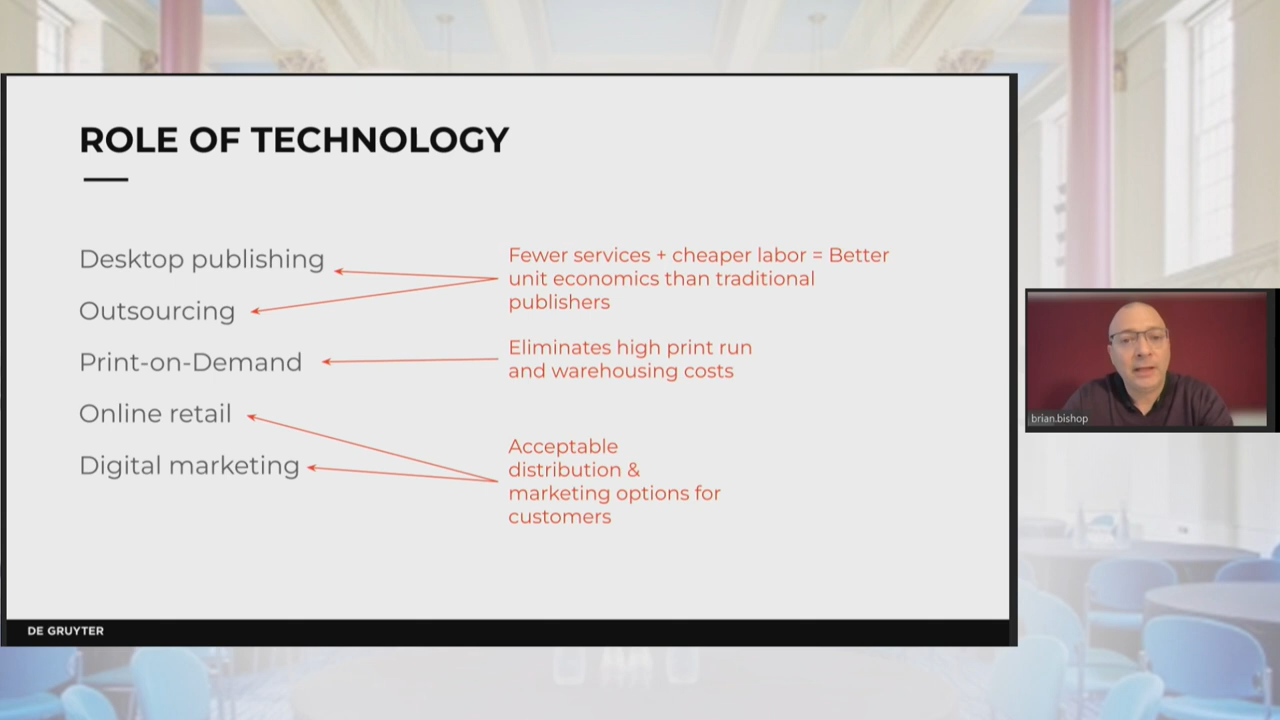 ROLE OF TECHNOLOGY
Desktop publishing
Outsourcing
Print-on-Demand
Online retail
Digital marketing
Fewer services + cheaper labor = Better
unit economics than traditional
publishers
Eliminates high print run
and warehousing costs
Acceptable
distribution &
marketing options for
customers
brian.bishop
DE GRUYTER